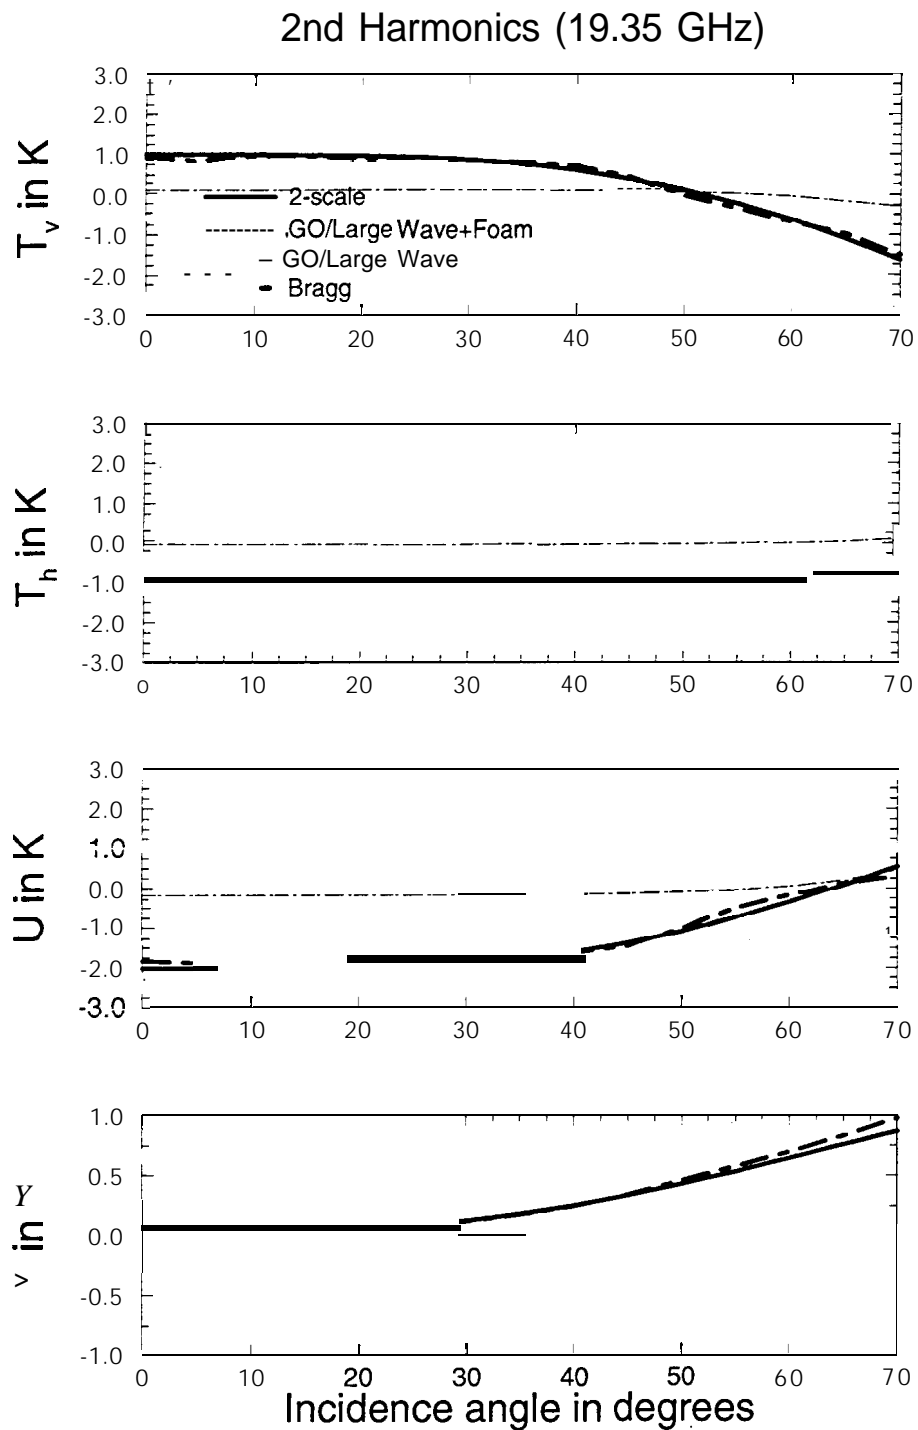 2nd Harmonics (19.35 GHz)
T_v in K
3.0
2.0
1.0
0.0
-1.0
-2.0
-3.0
2-scale
GO/Large Wave+Foam
GO/Large Wave
Bragg
0 10 20 30 40 50 60 70
T_h in K
3.0
2.0
1.0
0.0
-1.0
-2.0
-3.0
0 10 20 30 40 50 60 70
U in K
3.0
2.0
1.0
0.0
-1.0
-2.0
-3.0
0 10 20 30 40 50 60 70
> in Y
1.0
0.5
0.0
-0.5
-1.0
0 10 20 30 40 50 60 70
Incidence angle in degrees